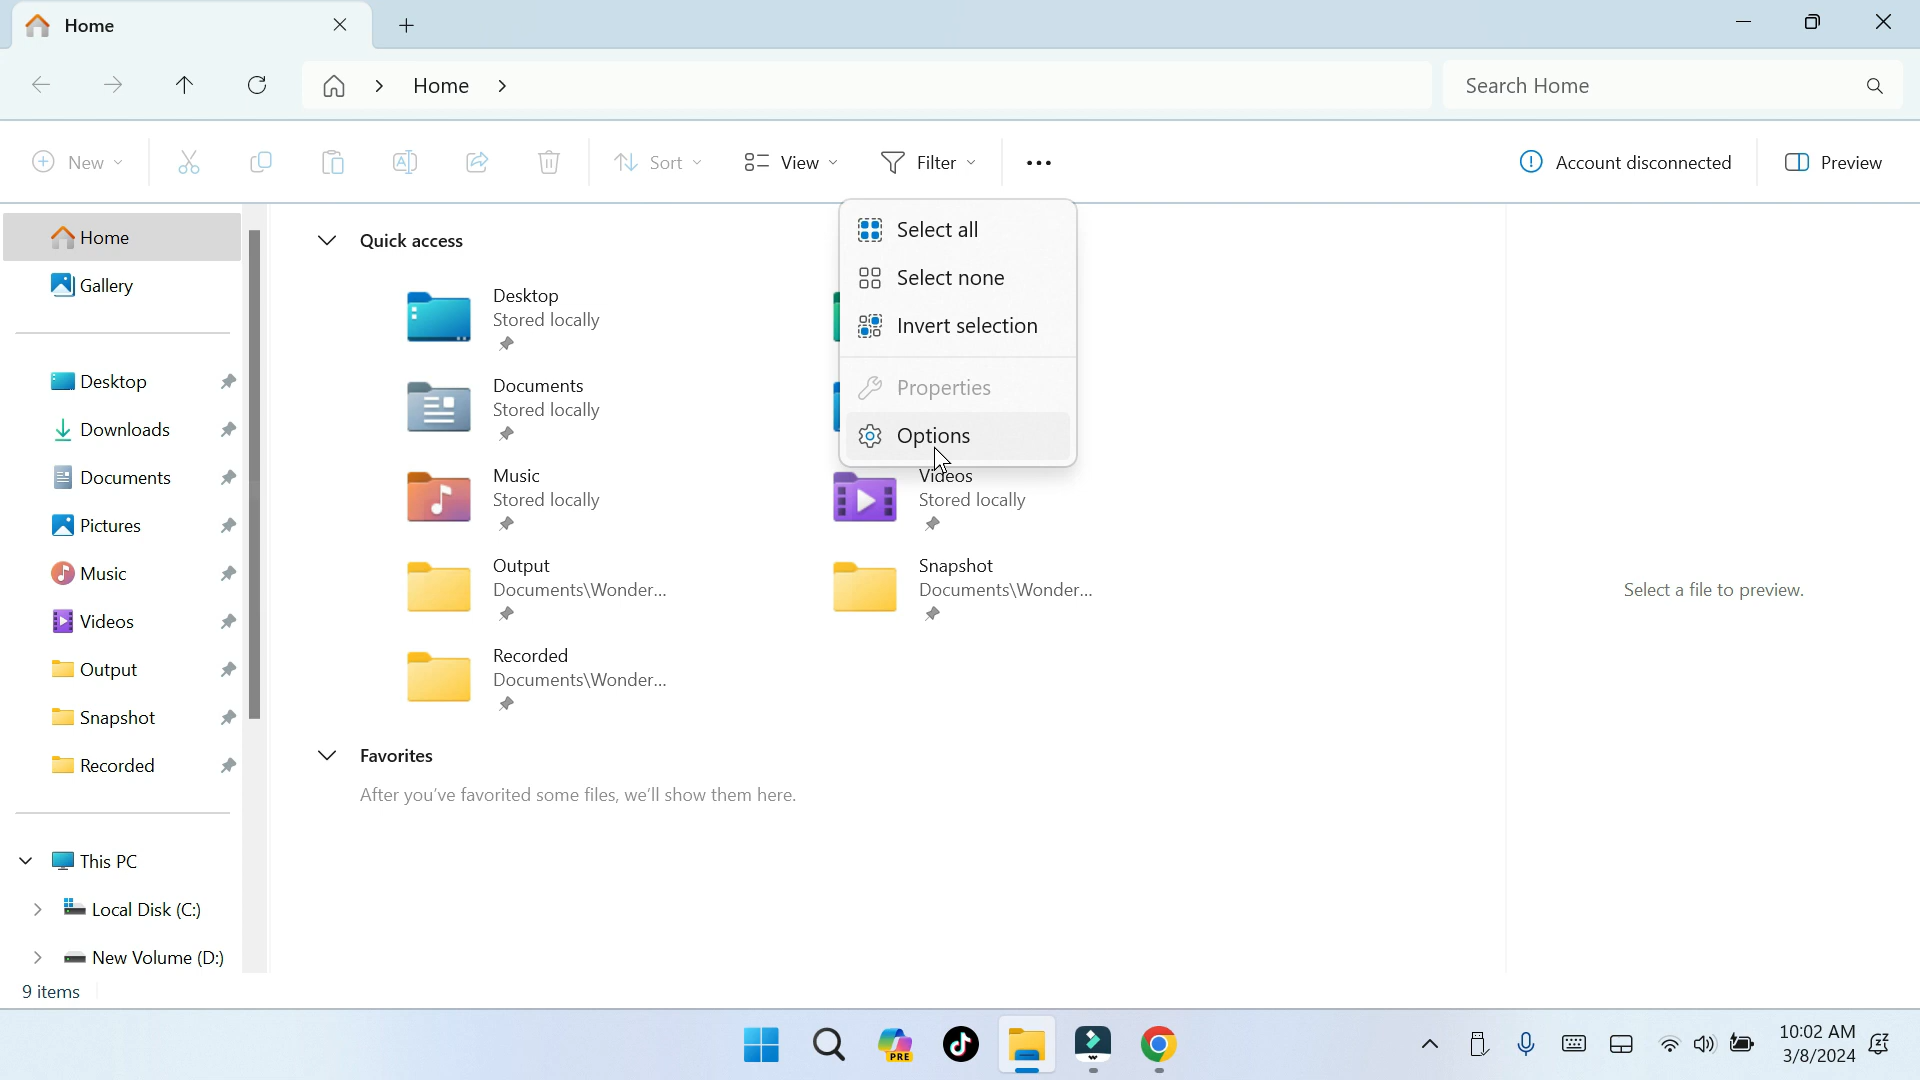 Home
Home
Search Home
New
Sort
View
Filter
Account disconnected
Preview
Home
Gallery
Desktop
Downloads
Documents
Pictures
Music
Videos
Output
Snapshot
Recorded
This PC
Local Disk (C:)
New Volume (D:)
Quick access
Desktop
Stored locally
Documents
Stored locally
Music
Stored locally
Videos
Stored locally
Output
Documents\Wonder...
Snapshot
Documents\Wonder...
Recorded
Documents\Wonder...
Favorites
After you've favorited some files, we'll show them here.
Select all
Select none
Invert selection
Properties
Options
Select a file to preview.
9 items
PRE
10:02 AM
3/8/2024